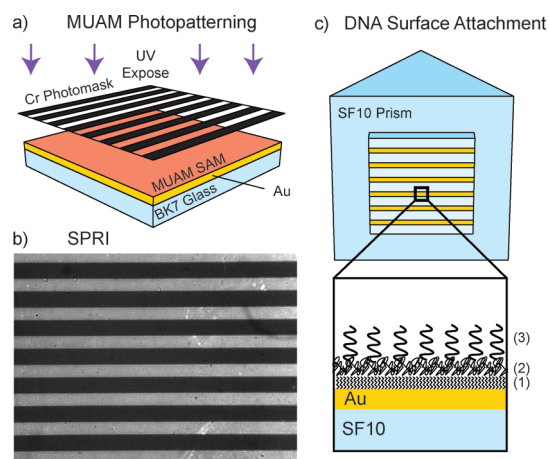 a) MUAM Photopatterning
UV
Expose
Cr Photomask
MUAM SAM
Au
BK7 Glass
b) SPRI
c) DNA Surface Attachment
SF10 Prism
(3)
(2)
(1)
Au
SF10